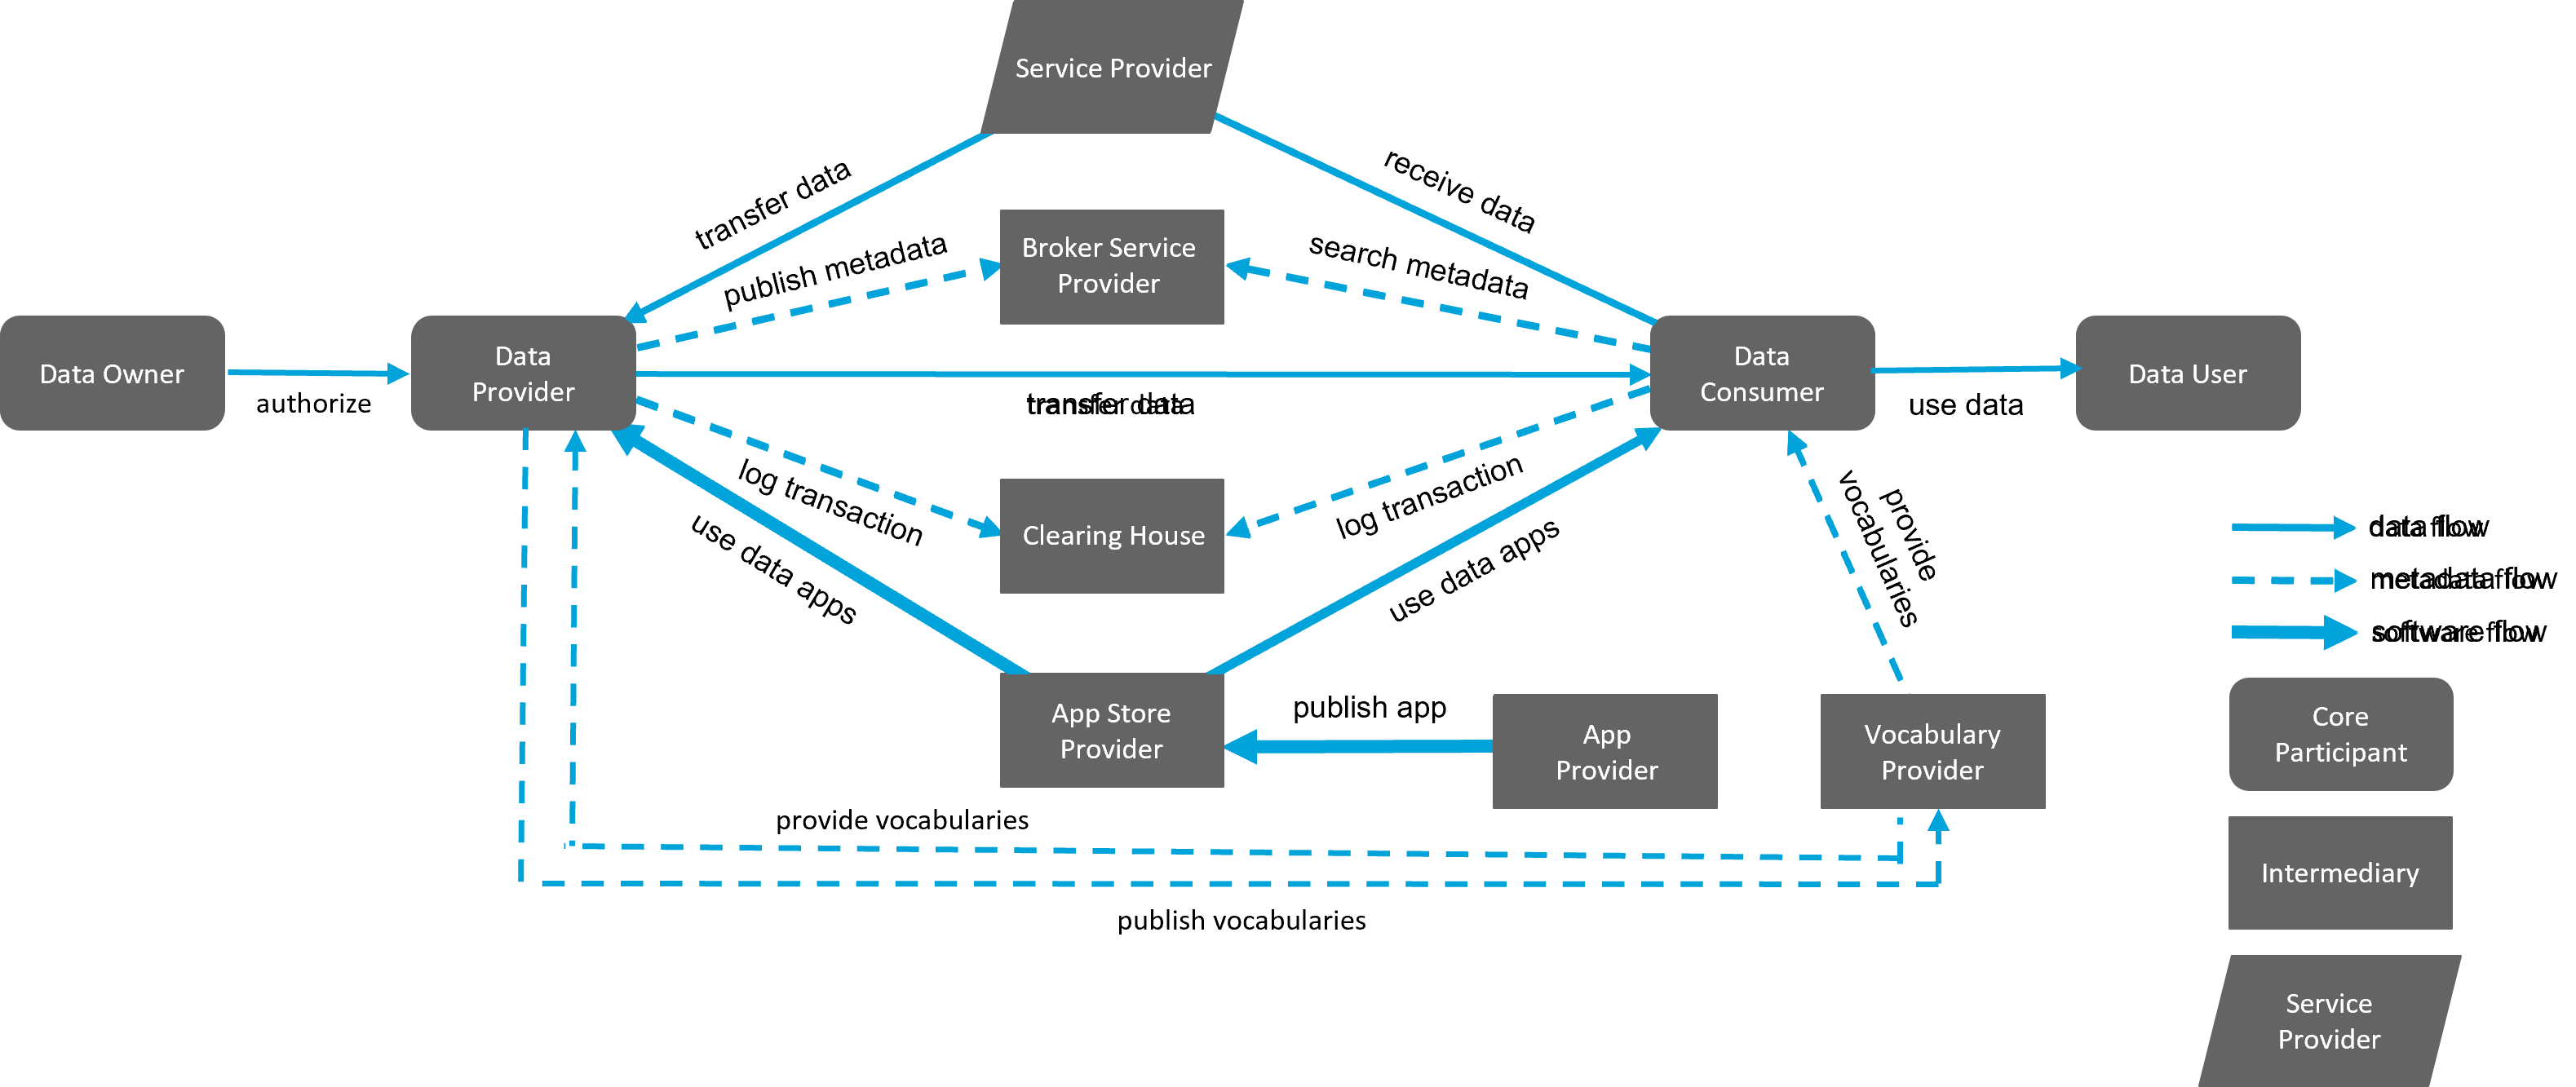 Service Provider
transfer data
receive data
publish metadata
Broker Service
Provider
search metadata
Data Owner
authorize
Data
Provider
transfer data
Data
Consumer
use data
Data User
log transaction
Clearing House
log transaction
use data apps
use data apps
provide
vocabularies
data flow
metadata flow
software flow
App Store
Provider
publish app
App
Provider
Vocabulary
Provider
Core
Participant
provide vocabularies
Intermediary
publish vocabularies
Service
Provider